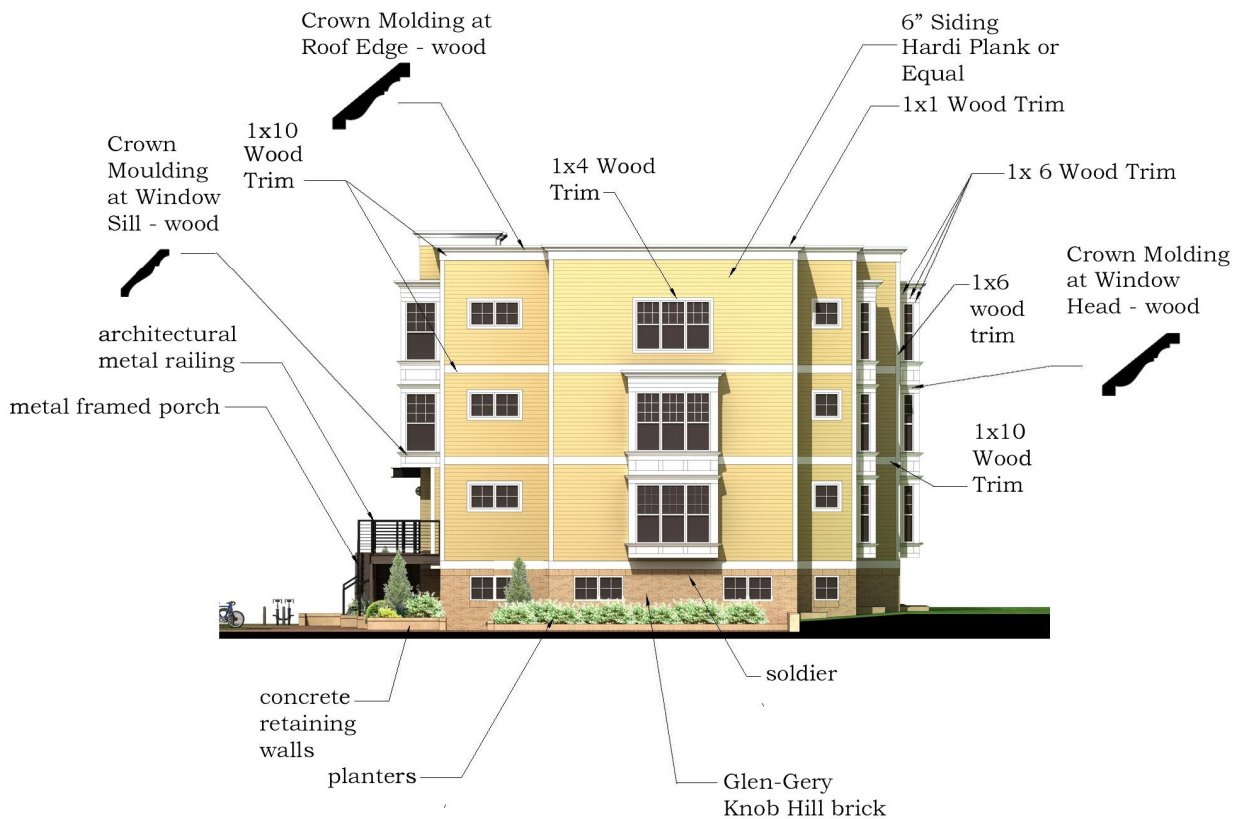 Crown Molding at
Roof Edge - wood
6” Siding
Hardi Plank or
Equal
1x1 Wood Trim
1x10
Wood
Trim
Crown
Moulding
at Window
Sill - wood
1x4 Wood
Trim
1x 6 Wood Trim
Crown Molding
at Window
Head - wood
1x6
wood
trim
architectural
metal railing
metal framed porch
1x10
Wood
Trim
soldier
concrete
retaining
walls
planters
Glen-Gery
Knob Hill brick